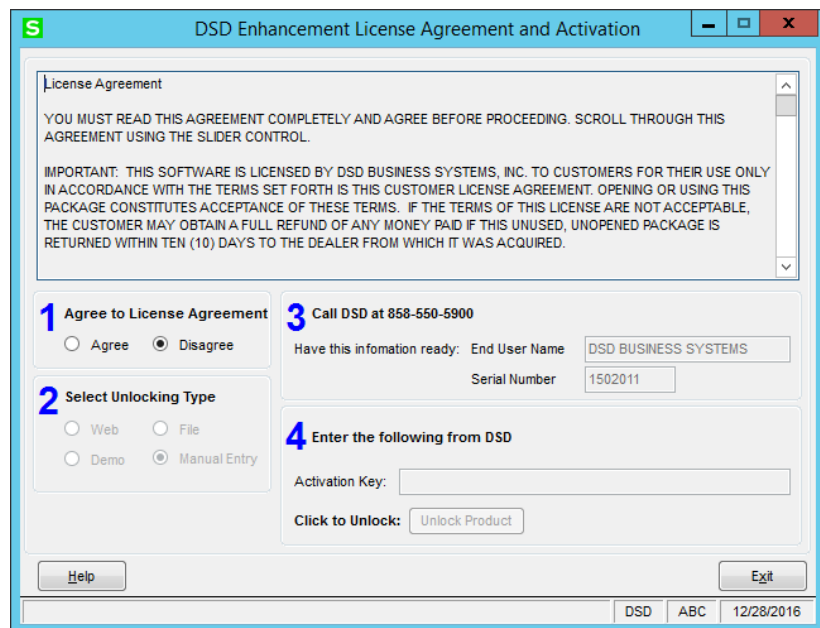 S
DSD Enhancement License Agreement and Activation
License Agreement
YOU MUST READ THIS AGREEMENT COMPLETELY AND AGREE BEFORE PROCEEDING. SCROLL THROUGH THIS
AGREEMENT USING THE SLIDER CONTROL.
IMPORTANT: THIS SOFTWARE IS LICENSED BY DSD BUSINESS SYSTEMS, INC. TO CUSTOMERS FOR THEIR USE ONLY
IN ACCORDANCE WITH THE TERMS SET FORTH IS THIS CUSTOMER LICENSE AGREEMENT. OPENING OR USING THIS
PACKAGE CONSTITUTES ACCEPTANCE OF THESE TERMS. IF THE TERMS OF THIS LICENSE ARE NOT ACCEPTABLE,
THE CUSTOMER MAY OBTAIN A FULL REFUND OF ANY MONEY PAID IF THIS UNUSED, UNOPENED PACKAGE IS
RETURNED WITHIN TEN (10) DAYS TO THE DEALER FROM WHICH IT WAS ACQUIRED.
1 Agree to License Agreement
Agree Disagree
2 Select Unlocking Type
Web File
Demo Manual Entry
3 Call DSD at 858-550-5900
Have this infomation ready: End User Name DSD BUSINESS SYSTEMS
Serial Number 1502011
4 Enter the following from DSD
Activation Key:
Click to Unlock: Unlock Product
Help Exit
DSD ABC 12/28/2016